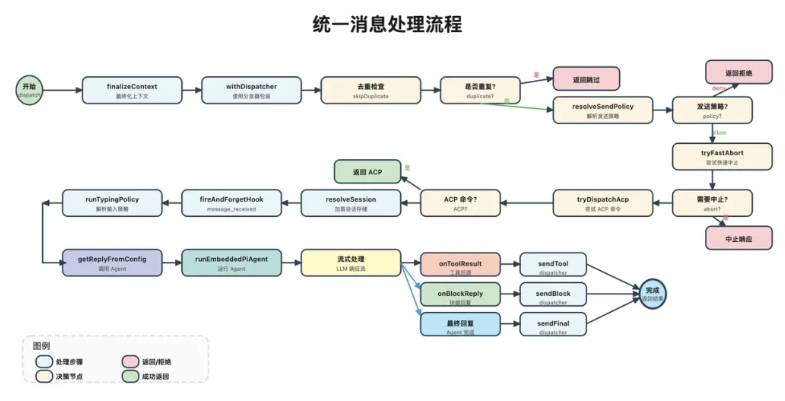 统一消息处理流程
开始
dispatch
finalizeContext
最终化上下文
withDispatcher
使用分发器包装
去重检查
skipDuplicate
是否重复?
duplicate?
是
否
返回跳过
resolveSendPolicy
解析发送策略
发送策略?
policy?
deny
返回拒绝
allow
tryFastAbort
尝试快速中止
需要中止?
abort?
是
中止响应
tryDispatchAcp
尝试 ACP 命令
ACP 命令?
ACP?
是
返回 ACP
resolveSession
加载会话存储
fireAndForgetHook
message_received
runTypingPolicy
解析输入策略
getReplyFromConfig
调用 Agent
runEmbeddedPiAgent
运行 Agent
流式处理
LLM 响应流
onToolResult
工具回调
sendTool
dispatcher
onBlockReply
块级回复
sendBlock
dispatcher
最终回复
Agent 完成
sendFinal
dispatcher
完成
返回结果
图例
处理步骤
返回/拒绝
决策节点
成功返回